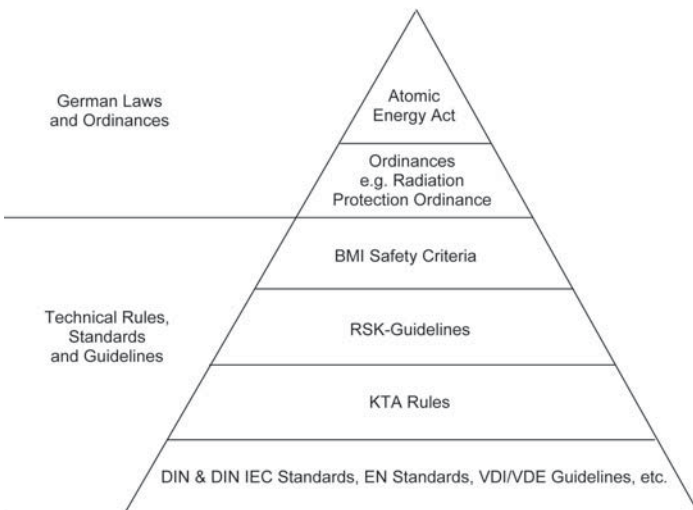 German Laws
and Ordinances
Atomic
Energy Act
Ordinances
e.g. Radiation
Protection Ordinance
Technical Rules,
Standards
and Guidelines
BMI Safety Criteria
RSK-Guidelines
KTA Rules
DIN & DIN IEC Standards, EN Standards, VDI/VDE Guidelines, etc.